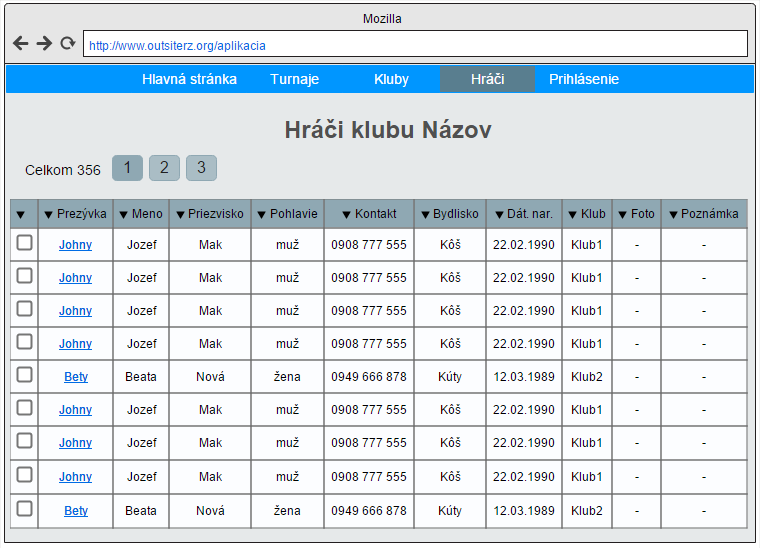 Mozilla
http://www.outsiterz.org/aplikacia
Hlavná stránka Turnaje Kluby Hráči Prihlásenie
Hráči klubu Názov
Celkom 356 1 2 3
▼ ▼ Prezývka ▼ Meno ▼ Priezvisko ▼ Pohlavie ▼ Kontakt ▼ Bydlisko ▼ Dát. nar. ▼ Klub ▼ Foto ▼ Poznámka
Johny Jozef Mak muž 0908 777 555 Kôš 22.02.1990 Klub1 - -
Johny Jozef Mak muž 0908 777 555 Kôš 22.02.1990 Klub1 - -
Johny Jozef Mak muž 0908 777 555 Kôš 22.02.1990 Klub1 - -
Johny Jozef Mak muž 0908 777 555 Kôš 22.02.1990 Klub1 - -
Bety Beata Nová žena 0949 666 878 Kúty 12.03.1989 Klub2 - -
Johny Jozef Mak muž 0908 777 555 Kôš 22.02.1990 Klub1 - -
Johny Jozef Mak muž 0908 777 555 Kôš 22.02.1990 Klub1 - -
Johny Jozef Mak muž 0908 777 555 Kôš 22.02.1990 Klub1 - -
Bety Beata Nová žena 0949 666 878 Kúty 12.03.1989 Klub2 - -